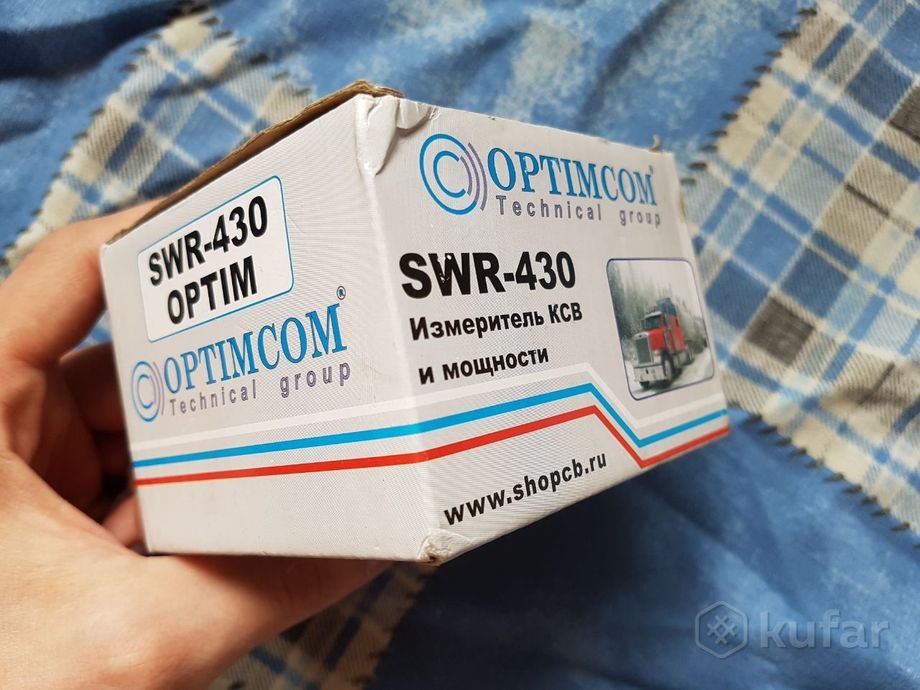 SWR-430
OPTIM
OPTIMCOM®
Technical group
OPTIMCOM®
Technical group
SWR-430
Измеритель КСВ
и мощности
www.shopcb.ru
kufar